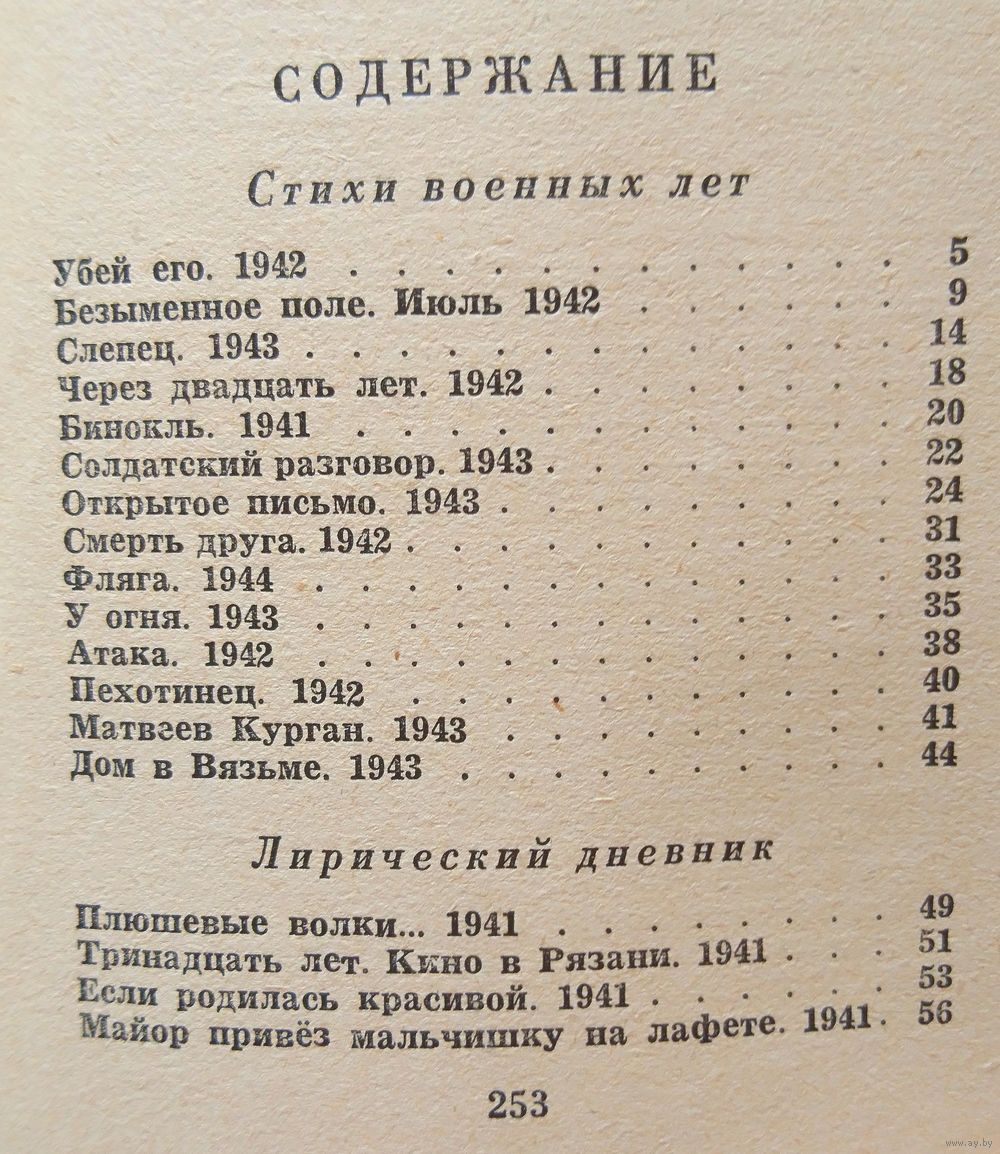 СОДЕРЖАНИЕ
Стихи военных лет
Убей его. 1942 . . . . . . . . . . . . 5
Безыменное поле. Июль 1942 . . . . . . 9
Слепец. 1943 . . . . . . . . . . . . . 14
Через двадцать лет. 1942 . . . . . . . . 18
Бинокль. 1941 . . . . . . . . . . . . 20
Солдатский разговор. 1943 . . . . . . . . 22
Открытое письмо. 1943 . . . . . . . . . 24
Смерть друга. 1942 . . . . . . . . . . . 31
Фляга. 1944 . . . . . . . . . . . . . 33
У огня. 1943 . . . . . . . . . . . . . 35
Атака. 1942 . . . . . . . . . . . . . 38
Пехотинец. 1942 . . . . . . . . . . . 40
Матвеев Курган. 1943 . . . . . . . . . 41
Дом в Вязьме. 1943 . . . . . . . . . . 44
Лирический дневник
Плюшевые волки... 1941 . . . . . . . . 49
Тринадцать лет. Кино в Рязани. 1941 . . . 51
Если родилась красивой. 1941 . . . . . . 53
Майор привёз мальчишку на лафете. 1941 . 56
253
www.ay.by